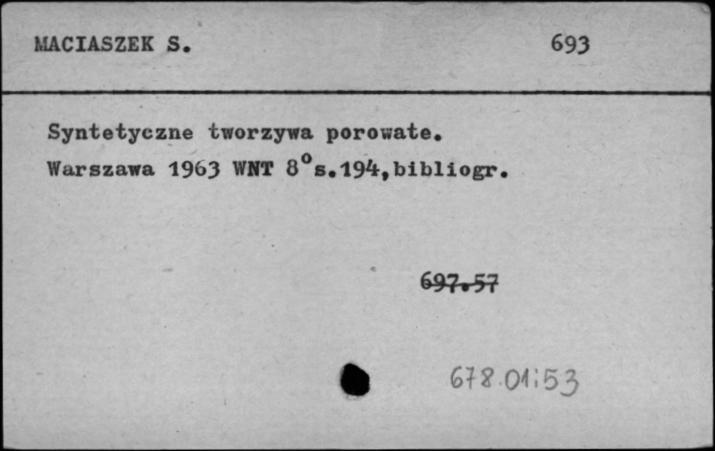 MACIASZEK S. 693
Syntetyczne tworzywa porowate.
Warszawa 1963 WNT 8° s.194,bibliogr.
697.57
678.01:53